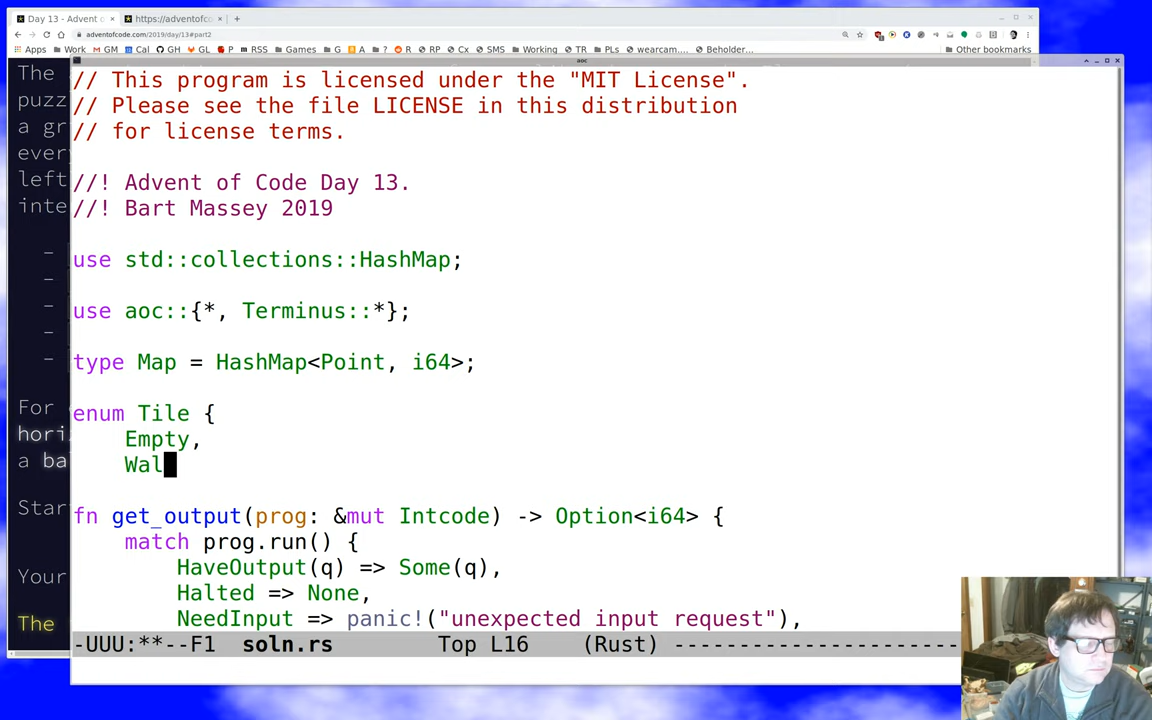 Day 13 - Advent o
https://adventofcode
adventofcode.com/2019/day/13#part2
Apps Work GM Cal GH GL P RSS Games G A ? R RP Cx SMS Working TR PLs wearcam.... Beholder... Other bookmarks
aoc
The
puzz
a gr
ever
left
inte
-
-
-
-
-
For
hori
a ba
Star
Your
The
// This program is licensed under the "MIT License".
// Please see the file LICENSE in this distribution
// for license terms.
//! Advent of Code Day 13.
//! Bart Massey 2019
use std::collections::HashMap;
use aoc::{*, Terminus::*};
type Map = HashMap<Point, i64>;
enum Tile {
    Empty,
    Wal
fn get_output(prog: &mut Intcode) -> Option<i64> {
    match prog.run() {
        HaveOutput(q) => Some(q),
        Halted => None,
        NeedInput => panic!("unexpected input request"),
-UUU:**--F1  soln.rs        Top L16    (Rust) ----------------------